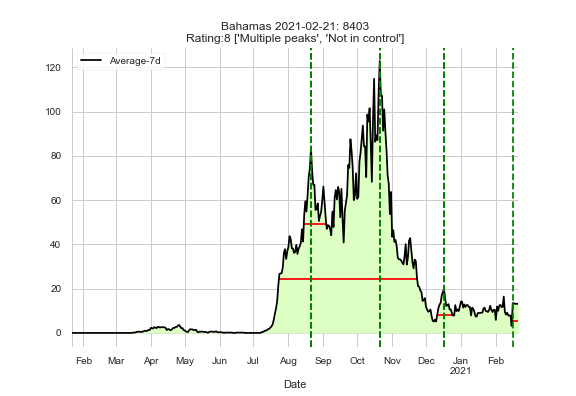 Bahamas 2021-02-21: 8403
Rating:8 ['Multiple peaks', 'Not in control']
Average-7d
120
100
80
60
40
20
0
Feb Mar Apr May Jun Jul Aug Sep Oct Nov Dec Jan Feb
2021
Date